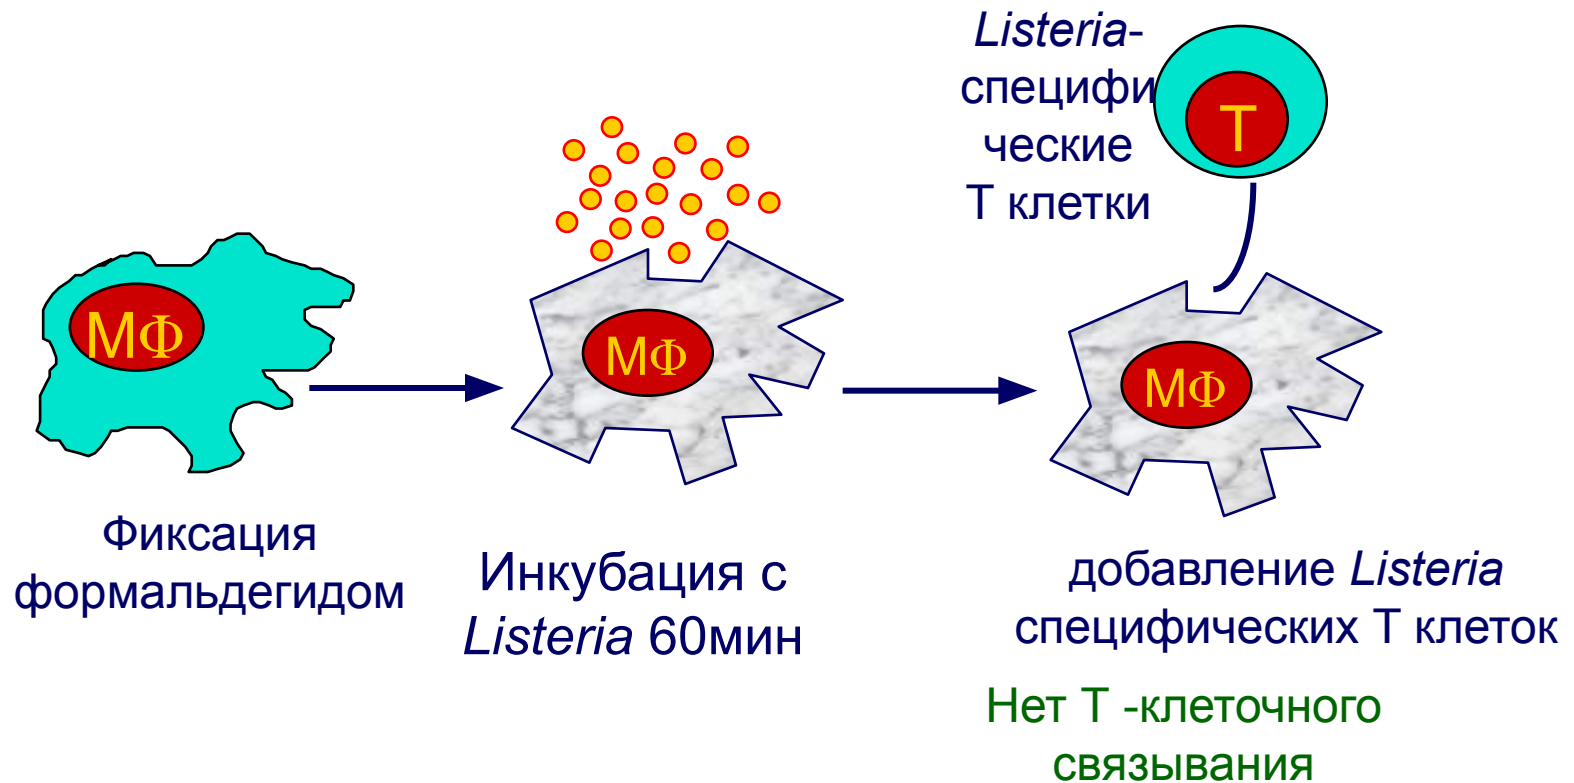 Listeria-
специфи
ческие
Т клетки
Т
МФ
МФ
МФ
Фиксация
формальдегидом
Инкубация с
Listeria 60мин
добавление Listeria
специфических Т клеток
Нет Т -клеточного
связывания